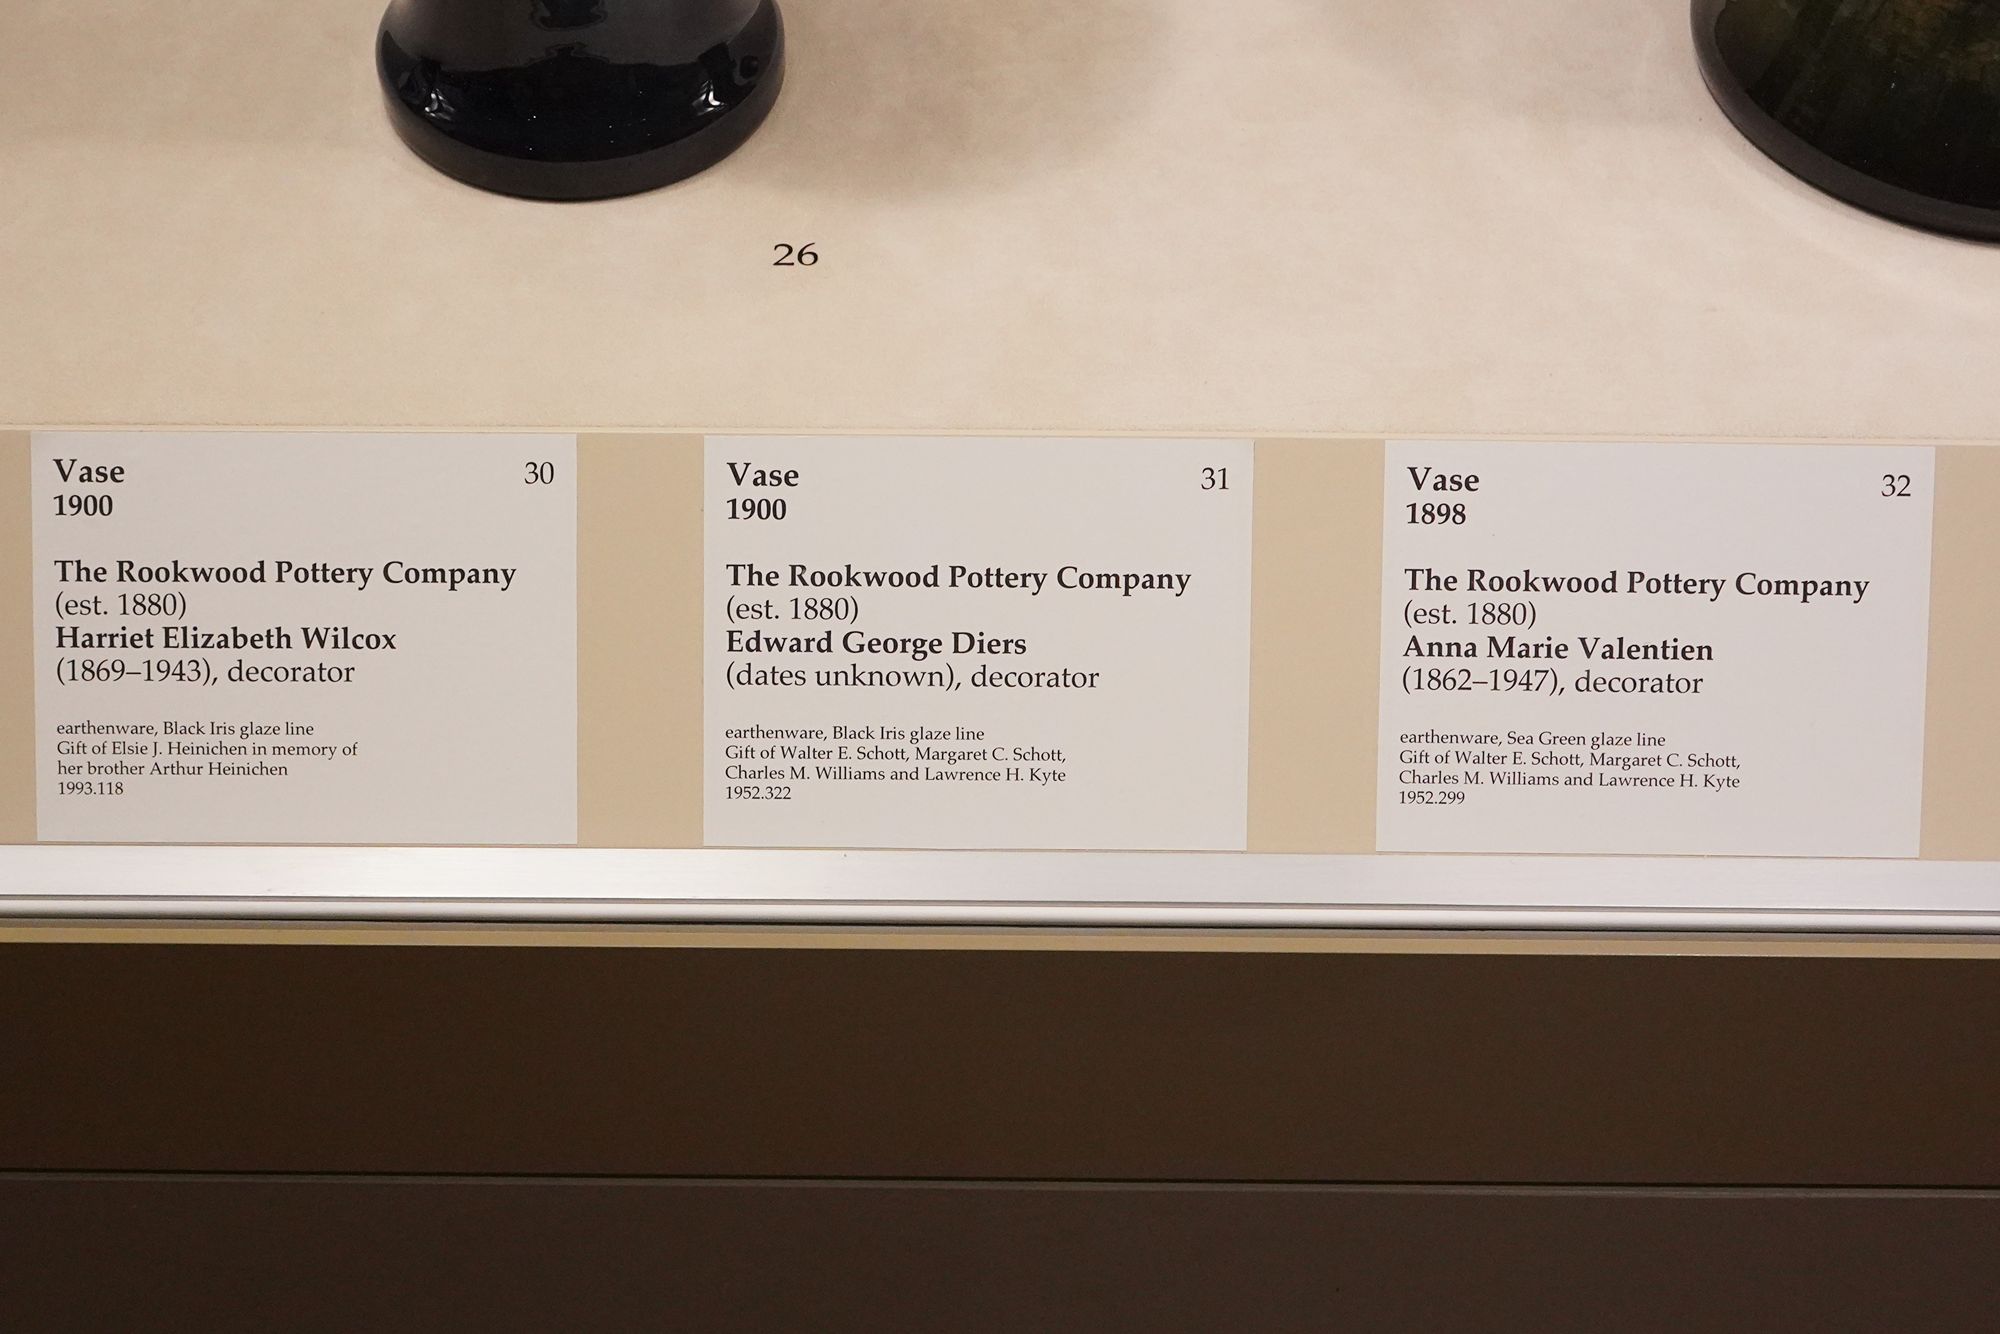 26
Vase 30
1900
The Rookwood Pottery Company
(est. 1880)
Harriet Elizabeth Wilcox
(1869–1943), decorator
earthenware, Black Iris glaze line
Gift of Elsie J. Heinichen in memory of
her brother Arthur Heinichen
1993.118
Vase 31
1900
The Rookwood Pottery Company
(est. 1880)
Edward George Diers
(dates unknown), decorator
earthenware, Black Iris glaze line
Gift of Walter E. Schott, Margaret C. Schott,
Charles M. Williams and Lawrence H. Kyte
1952.322
Vase 32
1898
The Rookwood Pottery Company
(est. 1880)
Anna Marie Valentien
(1862–1947), decorator
earthenware, Sea Green glaze line
Gift of Walter E. Schott, Margaret C. Schott,
Charles M. Williams and Lawrence H. Kyte
1952.299